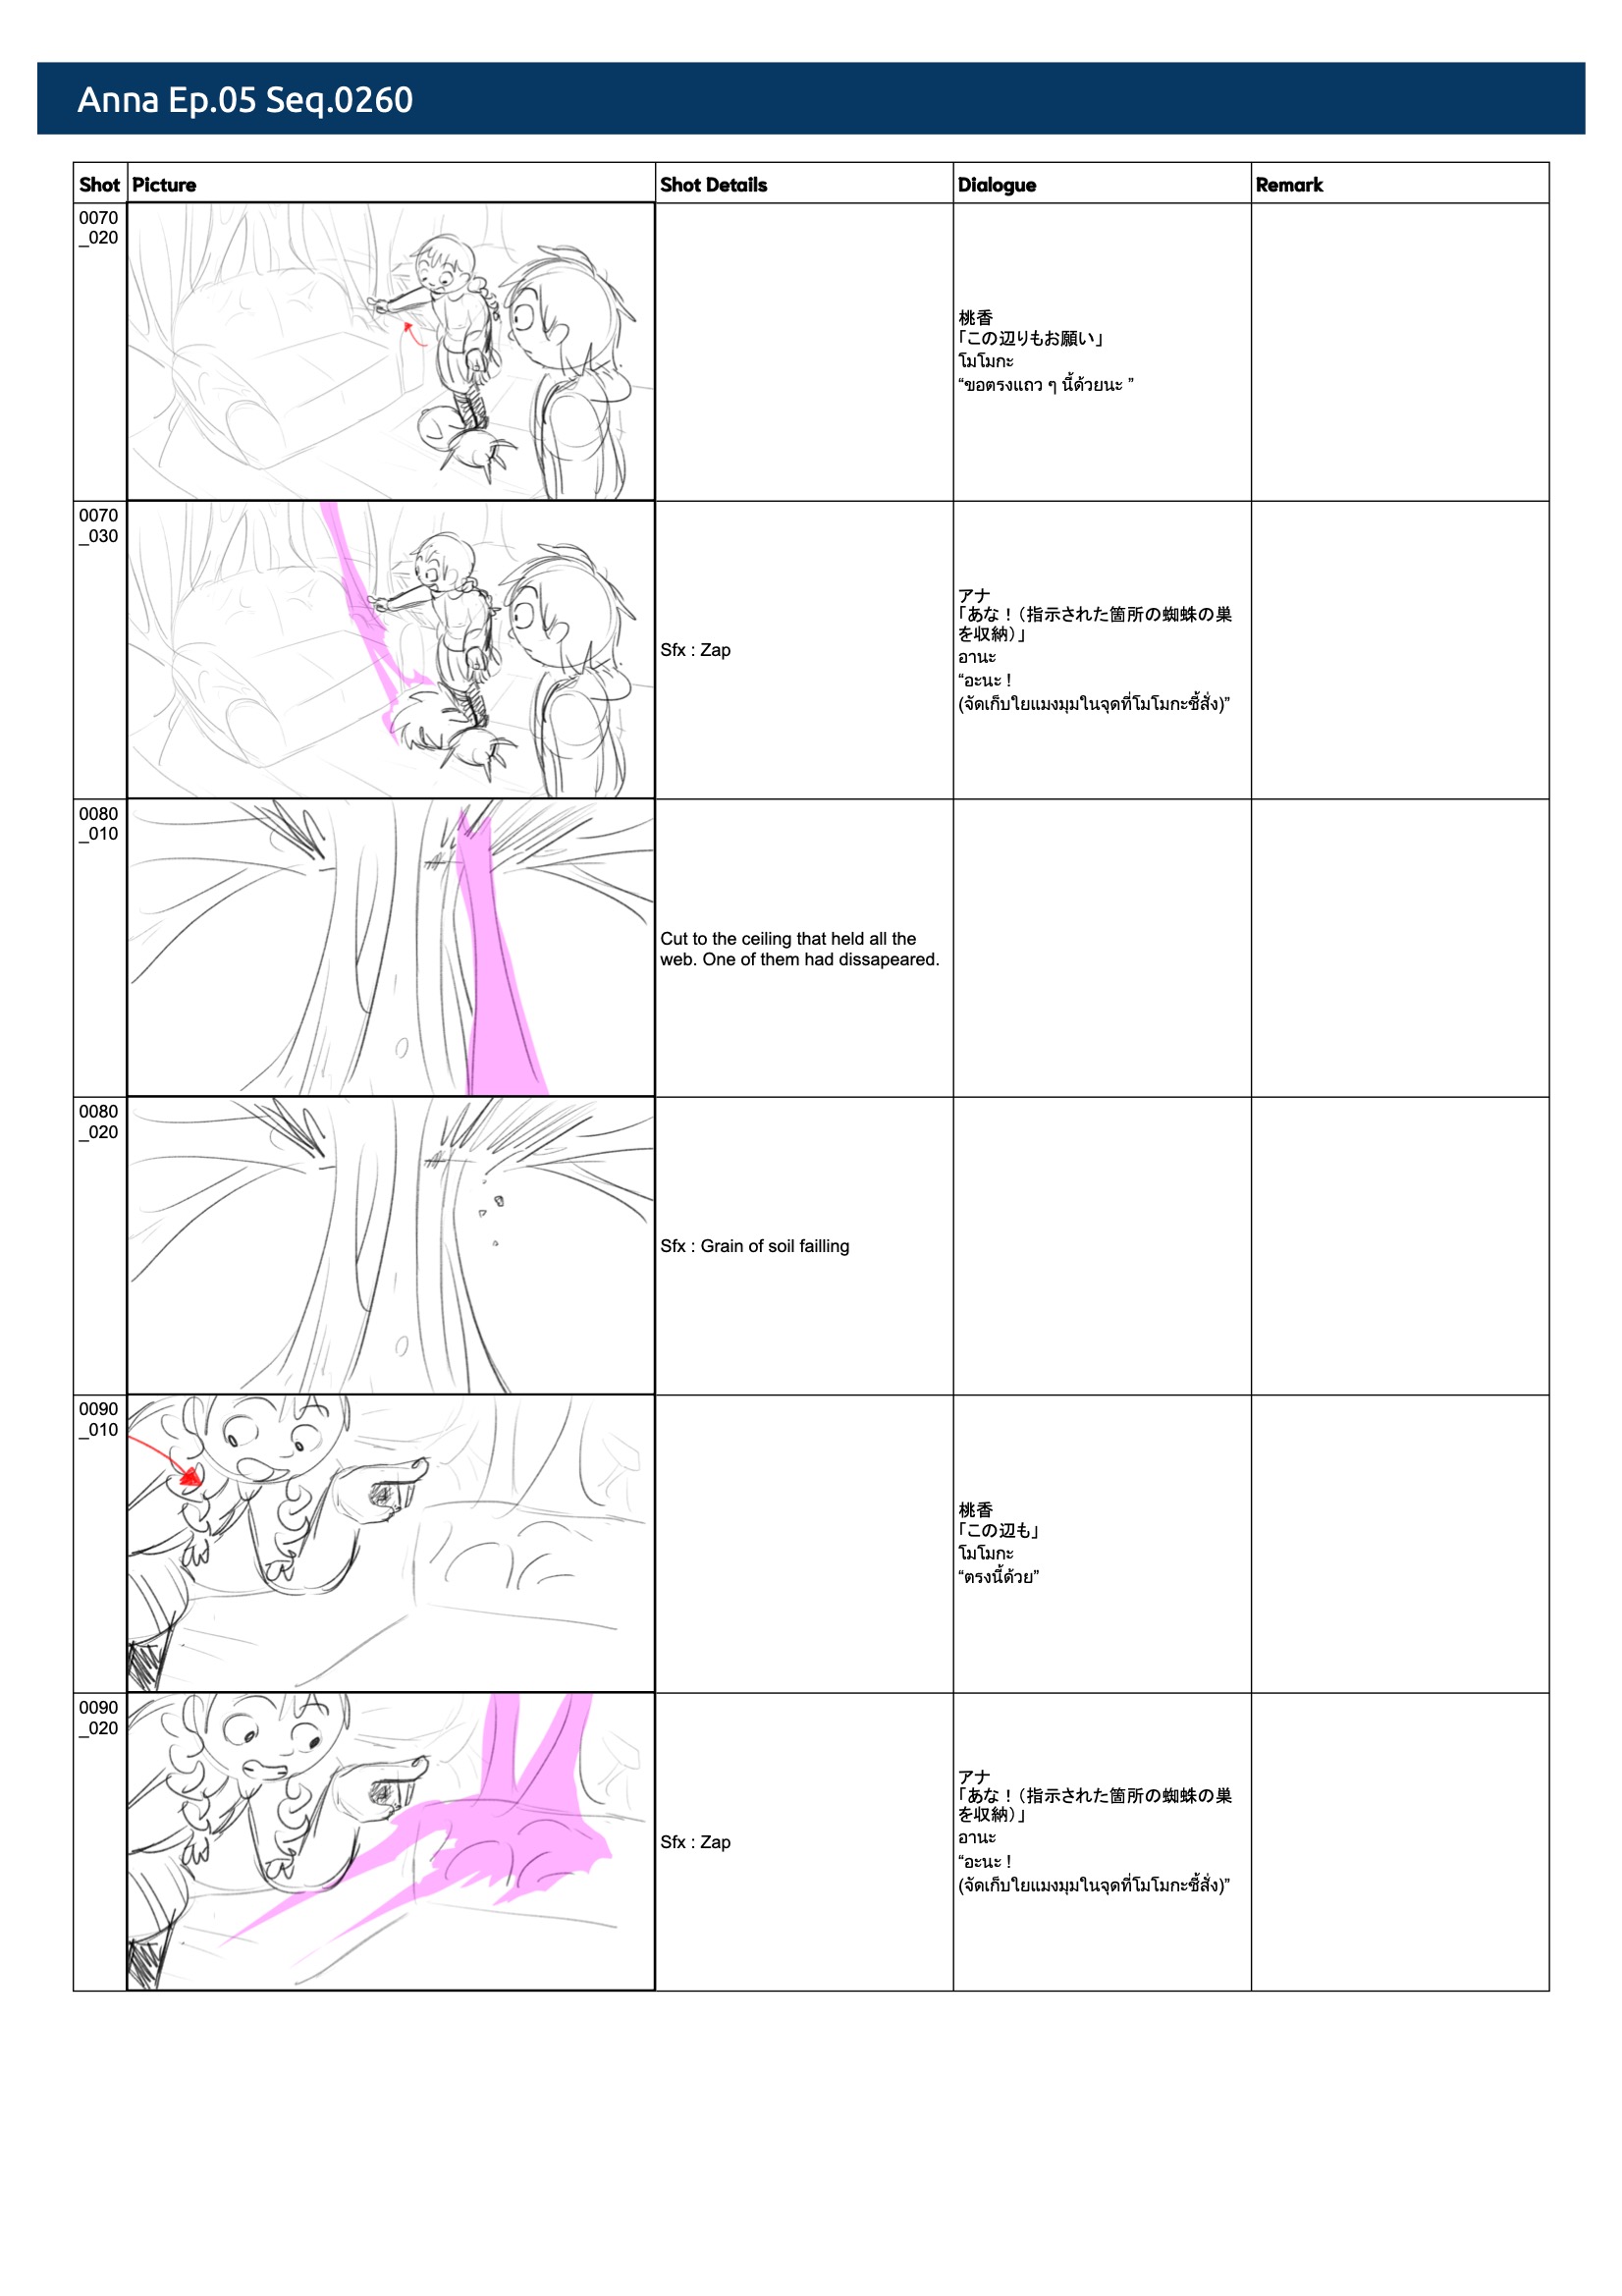 Anna Ep.05 Seq.0260
Shot Picture Shot Details Dialogue Remark
0070
_020
桃香
「この辺りもお願い」
โมโมกะ
“ขอตรงแถว ๆ นี้ด้วยนะ ”
0070
_030
Sfx : Zap
アナ
「あな！（指示された箇所の蜘蛛の巣
を収納）」
อานะ
“อะนะ !
(จัดเก็บใยแมงมุมในจุดที่โมโมกะชี้สั่ง)”
0080
_010
Cut to the ceiling that held all the
web. One of them had dissapeared.
0080
_020
Sfx : Grain of soil failling
0090
_010
桃香
「この辺も」
โมโมกะ
“ตรงนี้ด้วย”
0090
_020
Sfx : Zap
アナ
「あな！（指示された箇所の蜘蛛の巣
を収納）」
อานะ
“อะนะ !
(จัดเก็บใยแมงมุมในจุดที่โมโมกะชี้สั่ง)”